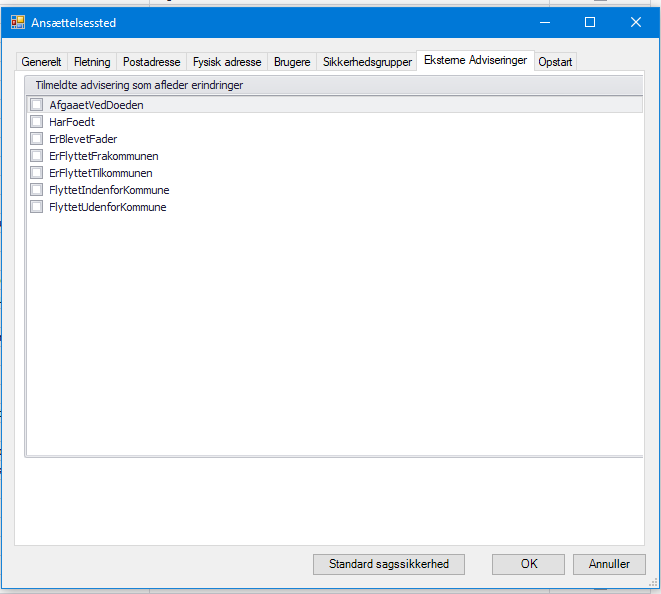 Ansættelsessted
Generelt Fletning Postadresse Fysisk adresse Brugere Sikkerhedsgrupper Eksterne Adviseringer Opstart
Tilmeldte advisering som afleder erindringer
AfgaaetVedDoeden
HarFoedt
ErBlevetFader
ErFlyttetFrakommunen
ErFlyttetTilkommunen
FlyttetIndenforKommune
FlyttetUdenforKommune
Standard sagssikkerhed OK Annuller